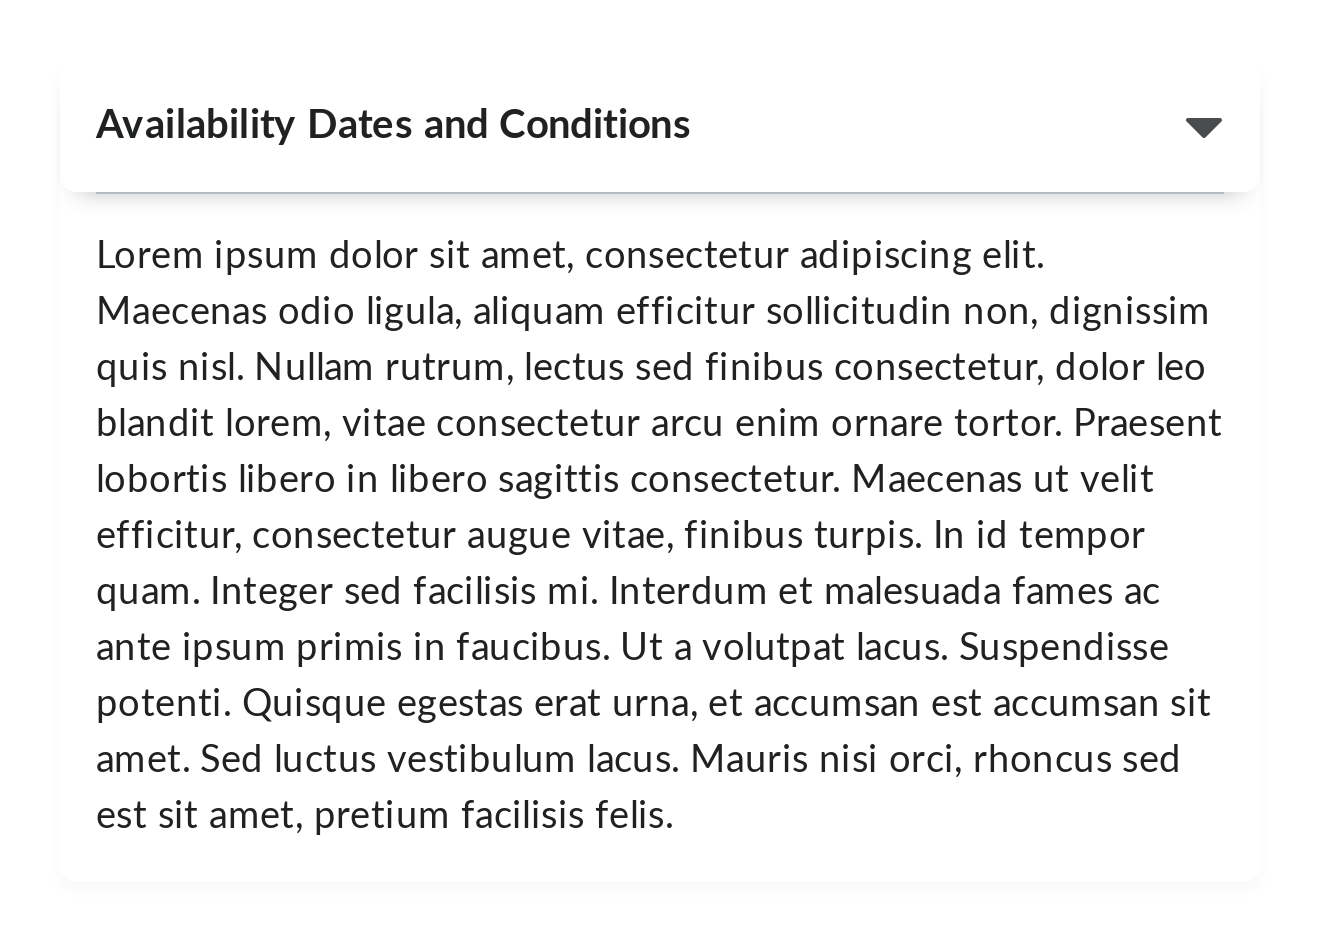 Availability Dates and Conditions
Lorem ipsum dolor sit amet, consectetur adipiscing elit.
Maecenas odio ligula, aliquam efficitur sollicitudin non, dignissim
quis nisl. Nullam rutrum, lectus sed finibus consectetur, dolor leo
blandit lorem, vitae consectetur arcu enim ornare tortor. Praesent
lobortis libero in libero sagittis consectetur. Maecenas ut velit
efficitur, consectetur augue vitae, finibus turpis. In id tempor
quam. Integer sed facilisis mi. Interdum et malesuada fames ac
ante ipsum primis in faucibus. Ut a volutpat lacus. Suspendisse
potenti. Quisque egestas erat urna, et accumsan est accumsan sit
amet. Sed luctus vestibulum lacus. Mauris nisi orci, rhoncus sed
est sit amet, pretium facilisis felis.